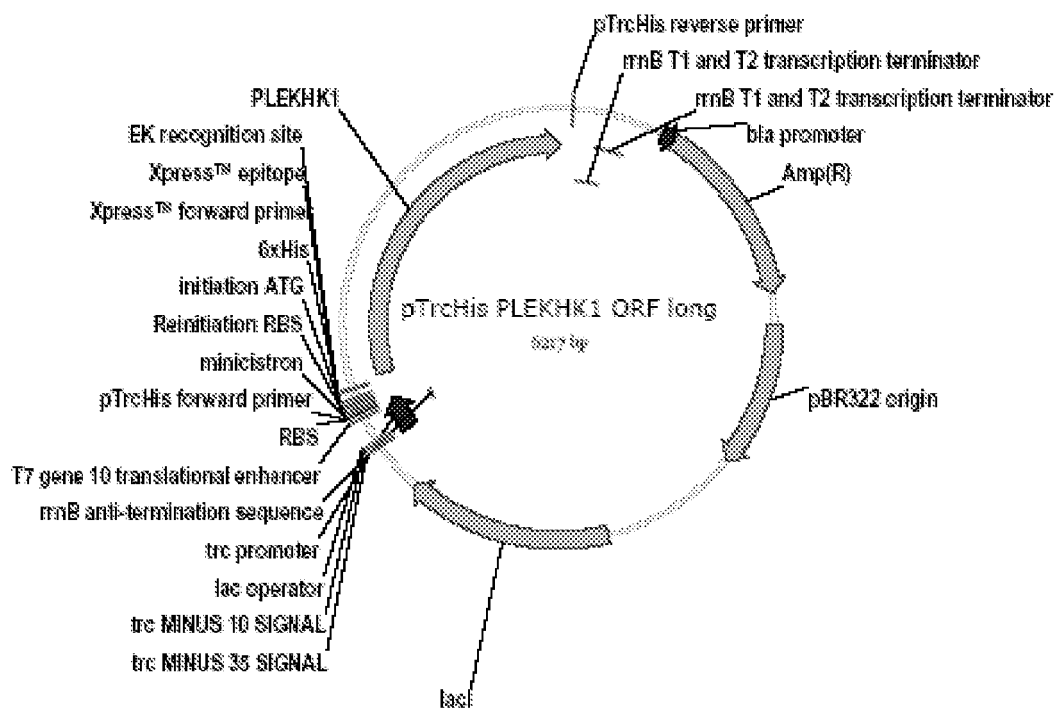 pTrcHis reverse primer
rrnB T1 and T2 transcription terminator
rrnB T1 and T2 transcription terminator
bla promoter
Amp(R)
pBR322 origin
lacI
PLEKHK1
EK recognition site
Xpress™ epitope
Xpress™ forward primer
6xHis
initiation ATG
Reinitiation RBS
minicistron
pTrcHis forward primer
RBS
T7 gene 10 translational enhancer
rrnB anti-termination sequence
trc promoter
lac operator
trc MINUS 10 SIGNAL
trc MINUS 35 SIGNAL
pTrcHis PLEKHK1 ORF long
bp